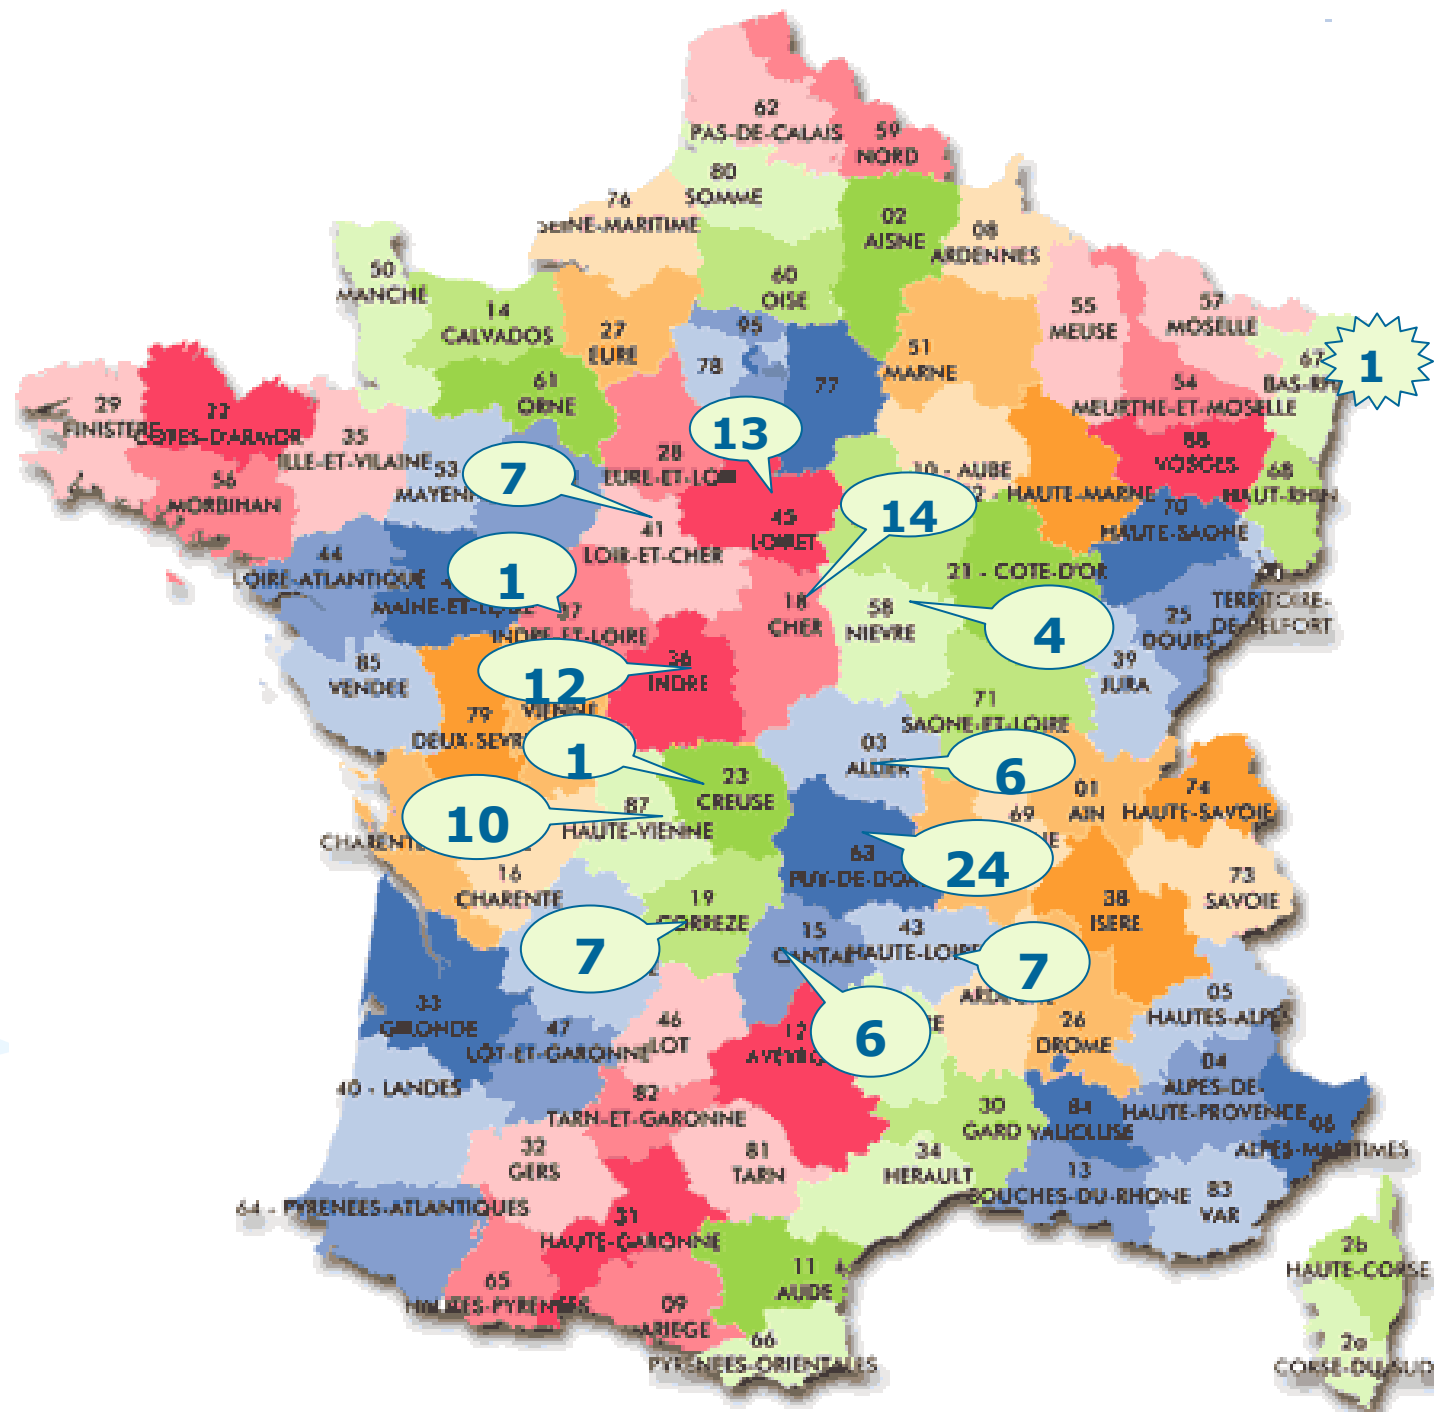 62
PAS-DE-CALAIS
59
NORD
80
SOMME
76
SEINE-MARITIME
02
AISNE
08
ARDENNES
60
OISE
50
MANCHE
14
CALVADOS
27
EURE
95
78
77
51
MARNE
55
MEUSE
57
MOSELLE
67
1
54
MEURTHE-ET-MOSELLE
61
ORNE
29
FINISTERE
22
COTES-D'ARMOR
35
ILLE-ET-VILAINE
56
MORBIHAN
53
7
28
13
10 - AUBE
HAUTE-MARNE
88
VOSGES
68
HAUT-RHIN
70
HAUTE-SAONE
41
LOIR-ET-CHER
45
LOIRET
14
44
LOIRE-ATLANTIQUE
1
37
INDRE-ET-LOIRE
21 - COTE-D'OR
18
CHER
58
NIEVRE
4
25
DOUBS
90
TERRITOIRE-
DE-BELFORT
39
JURA
85
VENDEE
12
36
INDRE
79
VIENNE
71
SAONE-ET-LOIRE
03
ALLIER
6
1
23
CREUSE
01
AIN
74
HAUTE-SAVOIE
10
87
HAUTE-VIENNE
69
63
24
16
CHARENTE
19
CORREZE
38
ISERE
73
SAVOIE
7
15
43
7
6
33
GIRONDE
47
LOT-ET-GARONNE
46
LOT
12
26
DROME
05
HAUTES-ALPES
40 - LANDES
82
TARN-ET-GARONNE
30
GARD
84
VAUCLUSE
04
ALPES-DE-
HAUTE-PROVENCE
06
ALPES-MARITIMES
32
GERS
81
TARN
34
HERAULT
13
BOUCHES-DU-RHONE
83
VAR
64 - PYRENEES-ATLANTIQUES
31
HAUTE-GARONNE
65
HAUTES-PYRENEES
09
ARIEGE
11
AUDE
66
PYRENEES-ORIENTALES
2b
HAUTE-CORSE
2a
CORSE-DU-SUD